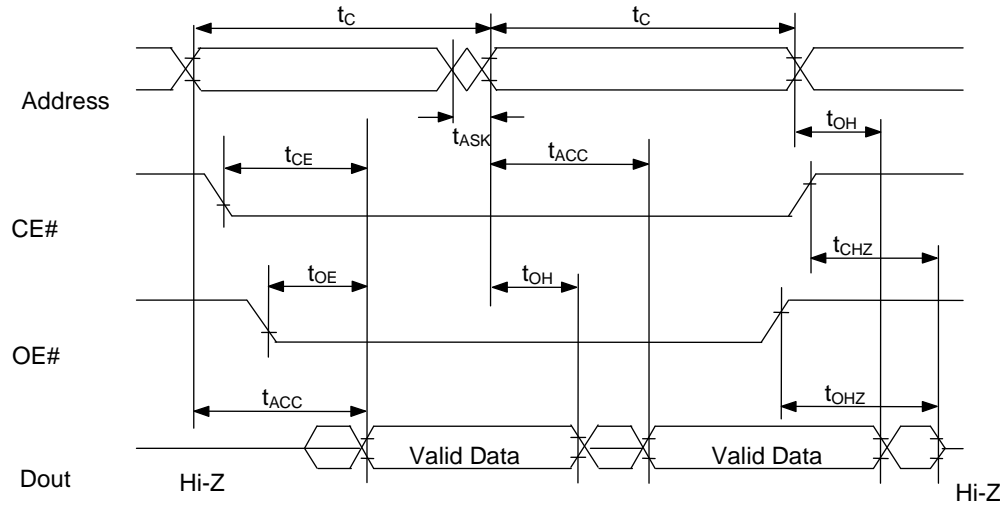 tC tC
Address
tASK
tOH
tCE
tACC
CE#
tCHZ
tOE
tOH
OE#
tACC
tOHZ
Valid Data Valid Data
Dout
Hi-Z
Hi-Z